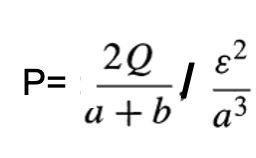 P= 2Q / (a + b) / ε² / a³